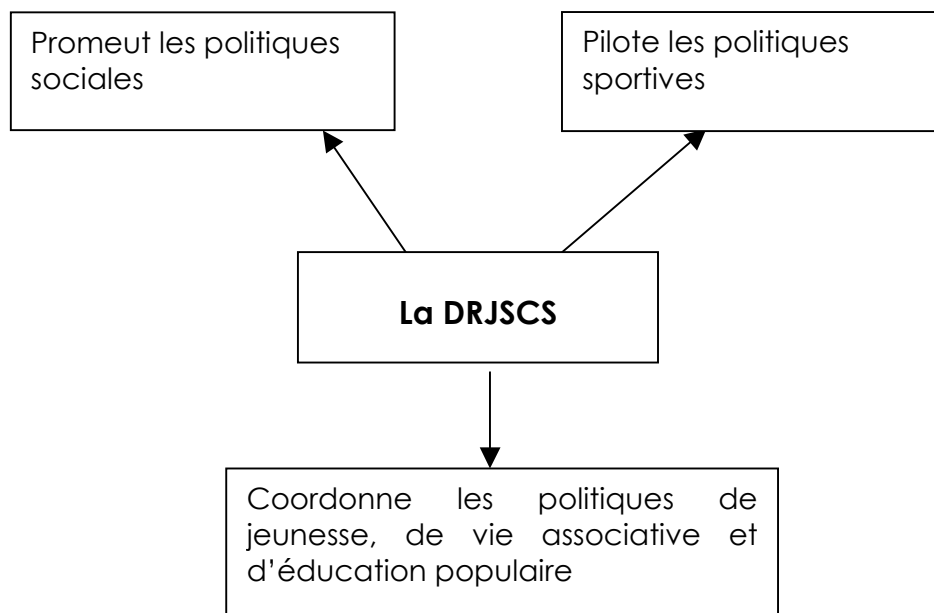 Promeut les politiques
sociales
Pilote les politiques
sportives
La DRJSCS
Coordonne les politiques de
jeunesse, de vie associative et
d’éducation populaire